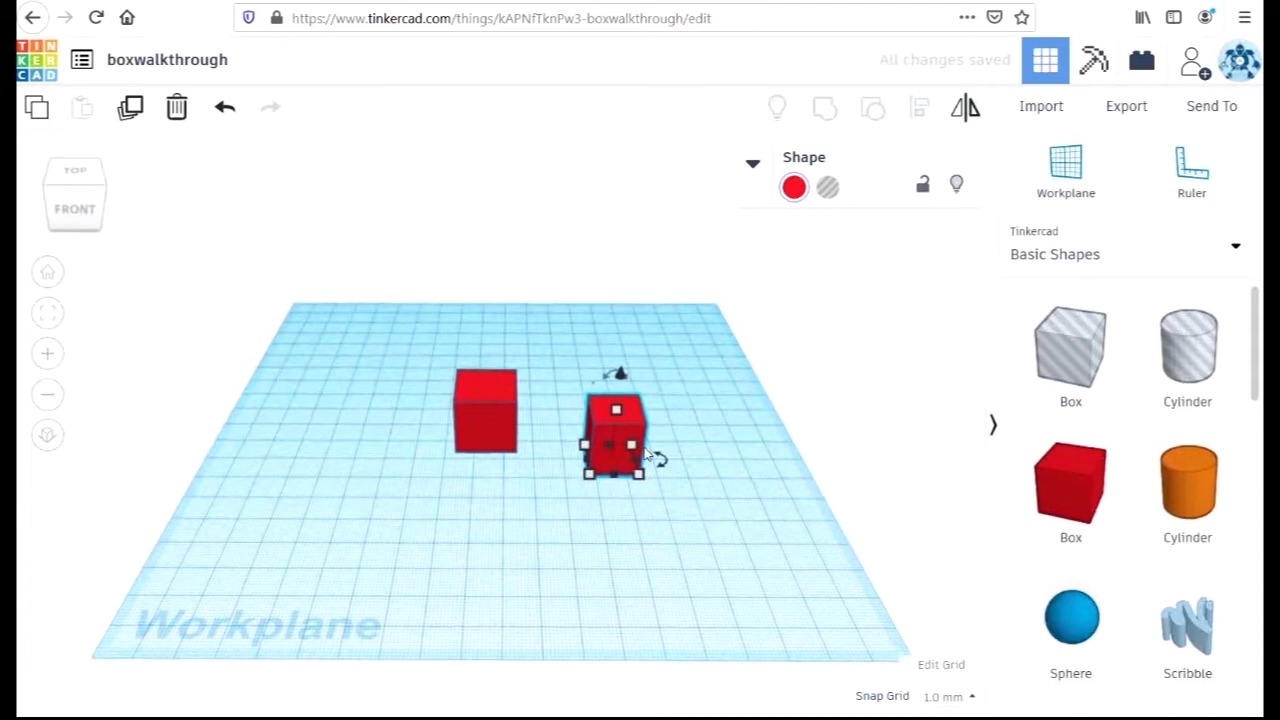 https://www.tinkercad.com/things/kAPNfTknPw3-boxwalkthrough/edit
TIN
KER
CAD
boxwalkthrough
All changes saved
Import
Export
Send To
TOP
FRONT
Shape
Workplane
Ruler
Tinkercad
Basic Shapes
Box
Cylinder
Box
Cylinder
Sphere
Scribble
Workplane
Edit Grid
Snap Grid 1.0 mm